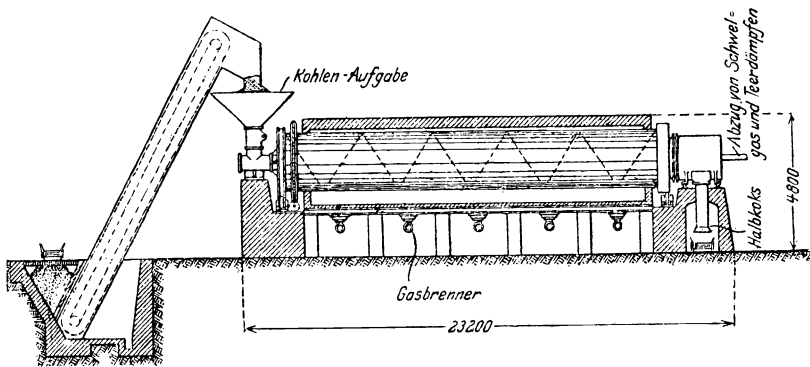 Kohlen-Aufgabe
Abzug von Schwel=
gas und Teerdämpfen
4800
Halbkoks
Gasbrenner
23200